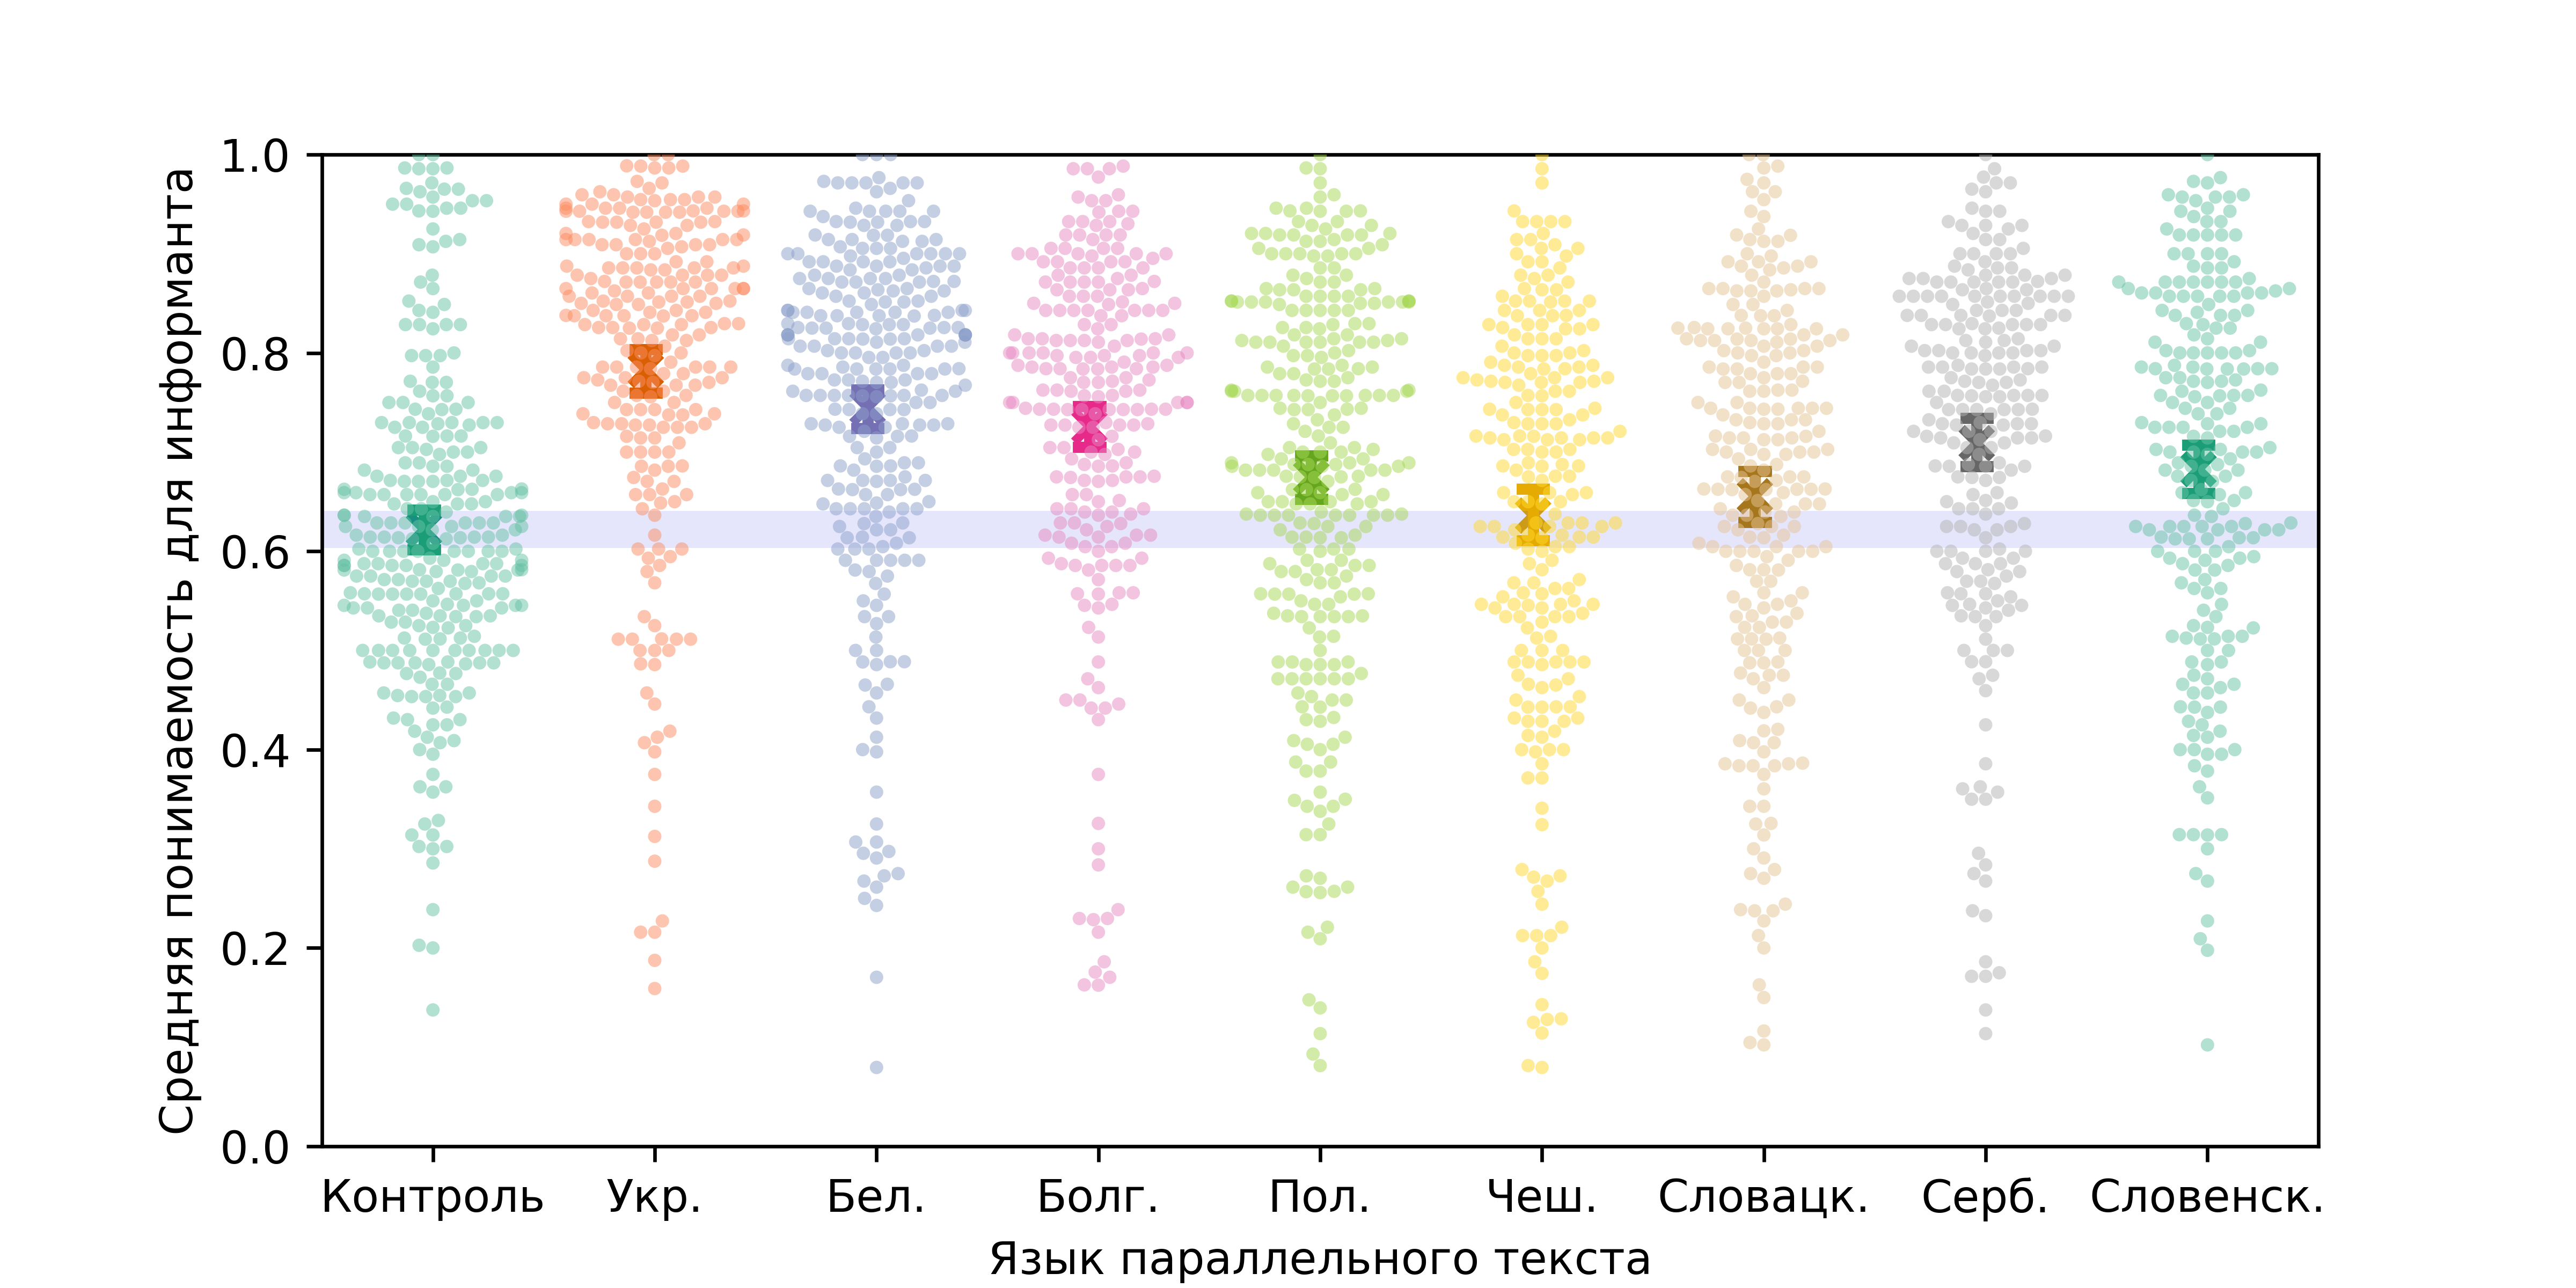 Средняя понимаемость для информанта
1.0
0.8
0.6
0.4
0.2
0.0
Контроль Укр. Бел. Болг. Пол. Чеш. Словацк. Серб. Словенск.
Язык параллельного текста